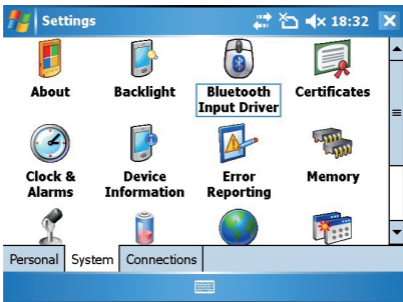 Settings 18:32
About Backlight Bluetooth Certificates
Input Driver
Clock & Device Error Memory
Alarms Information Reporting
Personal System Connections